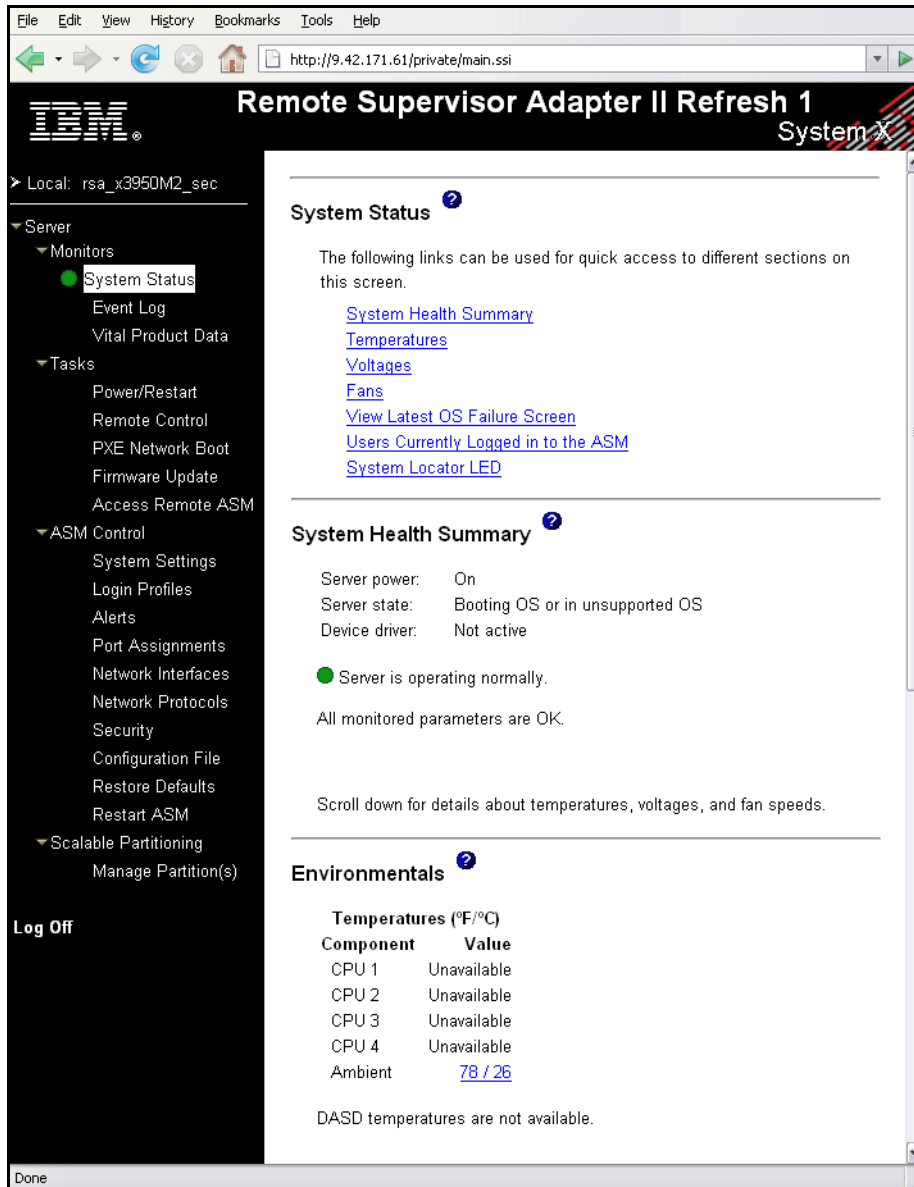 File Edit View History Bookmarks Tools Help
http://9.42.171.61/private/main.ssi
IBM®
Remote Supervisor Adapter II Refresh 1
System X
Local: rsa_x3950M2_sec
Server
Monitors
System Status
Event Log
Vital Product Data
Tasks
Power/Restart
Remote Control
PXE Network Boot
Firmware Update
Access Remote ASM
ASM Control
System Settings
Login Profiles
Alerts
Port Assignments
Network Interfaces
Network Protocols
Security
Configuration File
Restore Defaults
Restart ASM
Scalable Partitioning
Manage Partition(s)
Log Off
System Status ?
The following links can be used for quick access to different sections on
this screen.
System Health Summary
Temperatures
Voltages
Fans
View Latest OS Failure Screen
Users Currently Logged in to the ASM
System Locator LED
System Health Summary ?
Server power: On
Server state: Booting OS or in unsupported OS
Device driver: Not active
Server is operating normally.
All monitored parameters are OK.
Scroll down for details about temperatures, voltages, and fan speeds.
Environmentals ?
Temperatures (°F/°C)
Component Value
CPU 1 Unavailable
CPU 2 Unavailable
CPU 3 Unavailable
CPU 4 Unavailable
Ambient 78 / 26
DASD temperatures are not available.
Done